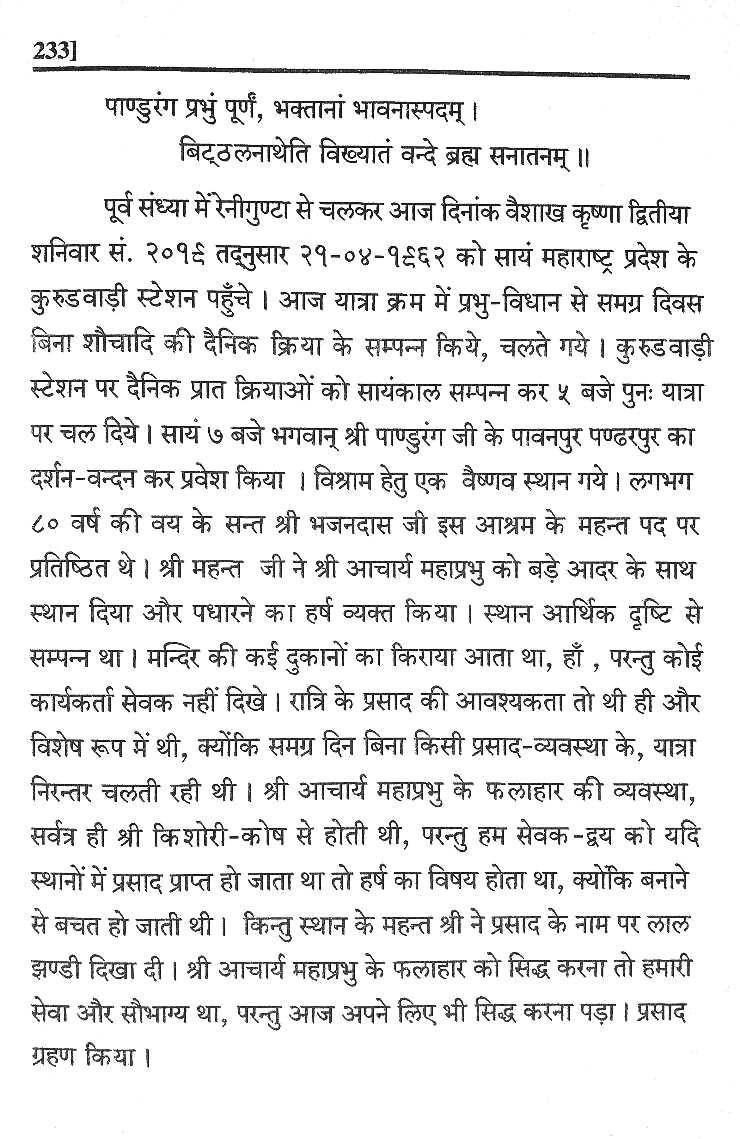 233]
पाण्डुरंग प्रभुं पूर्णं, भक्तानां भावनास्पदम् ।
बिट्ठलनाथेति विख्यातं वन्दे ब्रह्म सनातनम् ॥
पूर्व संध्या में रेनीगुण्टा से चलकर आज दिनांक वैशाख कृष्णा द्वितीया
शनिवार सं. २०१९ तद्नुसार २१-०४-१९६२ को सायं महाराष्ट्र प्रदेश के
कुरुडवाड़ी स्टेशन पहुँचे । आज यात्रा क्रम में प्रभु-विधान से समग्र दिवस
बिना शौचादि की दैनिक क्रिया के सम्पन्न किये, चलते गये । कुरुडवाड़ी
स्टेशन पर दैनिक प्रात क्रियाओं को सायंकाल सम्पन्न कर ५ बजे पुनः यात्रा
पर चल दिये । सायं ७ बजे भगवान् श्री पाण्डुरंग जी के पावनपुर पण्ढरपुर का
दर्शन-वन्दन कर प्रवेश किया । विश्राम हेतु एक वैष्णव स्थान गये । लगभग
८० वर्ष की वय के सन्त श्री भजनदास जी इस आश्रम के महन्त पद पर
प्रतिष्ठित थे । श्री महन्त जी ने श्री आचार्य महाप्रभु को बड़े आदर के साथ
स्थान दिया और पधारने का हर्ष व्यक्त किया । स्थान आर्थिक दृष्टि से
सम्पन्न था । मन्दिर की कई दुकानों का किराया आता था, हाँ , परन्तु कोई
कार्यकर्ता सेवक नहीं दिखे । रात्रि के प्रसाद की आवश्यकता तो थी ही और
विशेष रूप में थी, क्योंकि समग्र दिन बिना किसी प्रसाद-व्यवस्था के, यात्रा
निरन्तर चलती रही थी । श्री आचार्य महाप्रभु के फलाहार की व्यवस्था,
सर्वत्र ही श्री किशोरी-कोष से होती थी, परन्तु हम सेवक-द्वय को यदि
स्थानों में प्रसाद प्राप्त हो जाता था तो हर्ष का विषय होता था, क्योंकि बनाने
से बचत हो जाती थी । किन्तु स्थान के महन्त श्री ने प्रसाद के नाम पर लाल
झण्डी दिखा दी । श्री आचार्य महाप्रभु के फलाहार को सिद्ध करना तो हमारी
सेवा और सौभाग्य था, परन्तु आज अपने लिए भी सिद्ध करना पड़ा । प्रसाद
ग्रहण किया ।